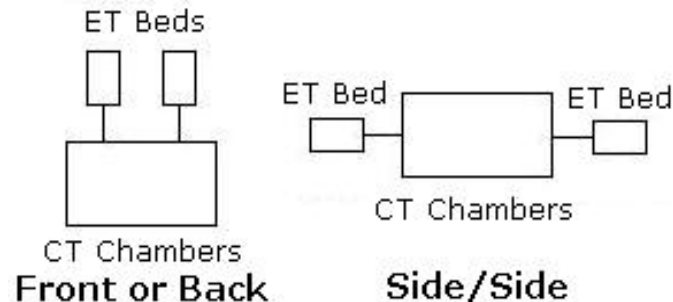 ET Beds
CT Chambers
Front or Back
ET Bed
ET Bed
CT Chambers
Side/Side